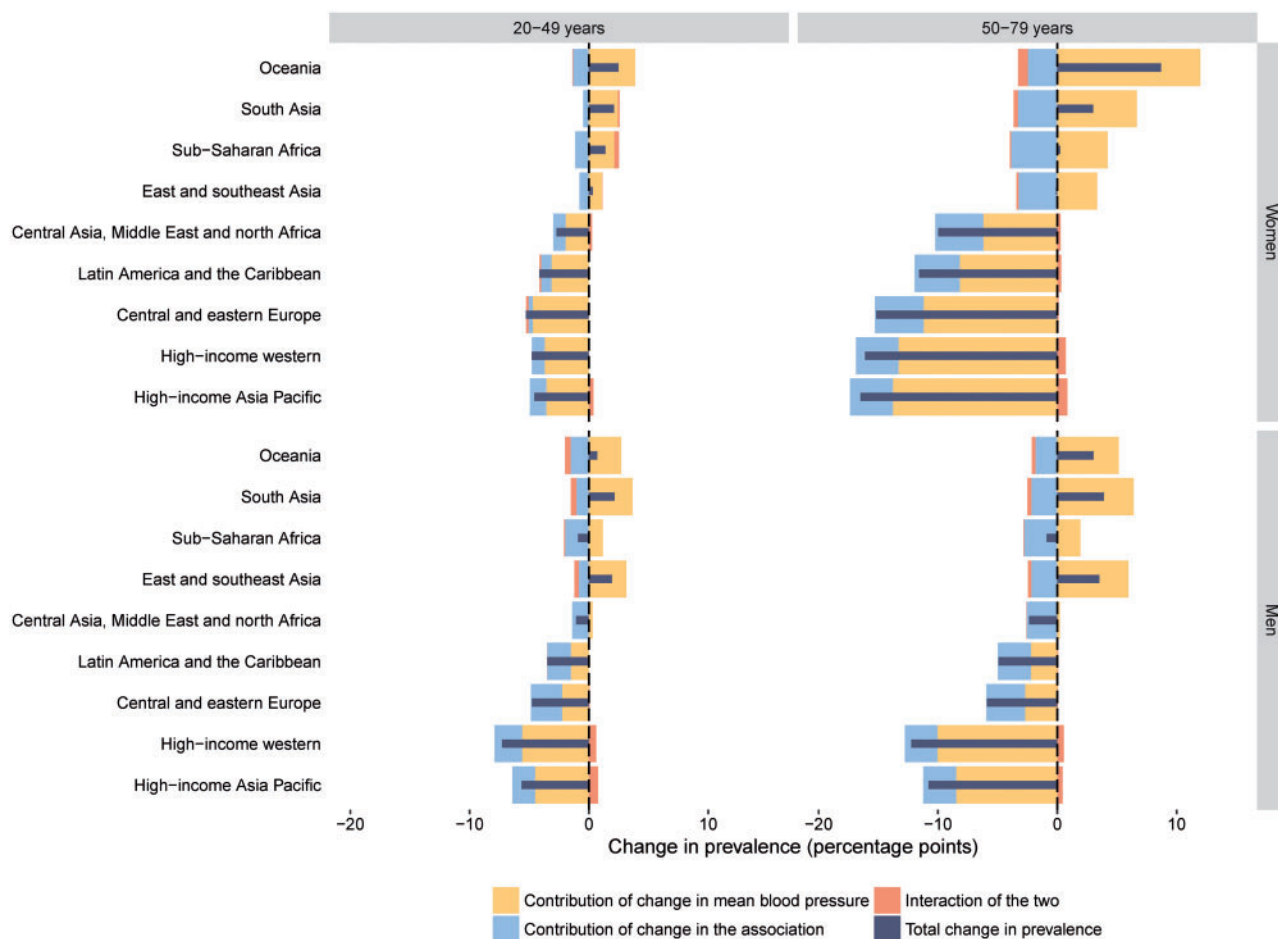 20−49 years
50−79 years
Women
Oceania
South Asia
Sub−Saharan Africa
East and southeast Asia
Central Asia, Middle East and north Africa
Latin America and the Caribbean
Central and eastern Europe
High−income western
High−income Asia Pacific
Men
Oceania
South Asia
Sub−Saharan Africa
East and southeast Asia
Central Asia, Middle East and north Africa
Latin America and the Caribbean
Central and eastern Europe
High−income western
High−income Asia Pacific
−20 −10 0 10 −20 −10 0 10
Change in prevalence (percentage points)
Contribution of change in mean blood pressure
Interaction of the two
Contribution of change in the association
Total change in prevalence